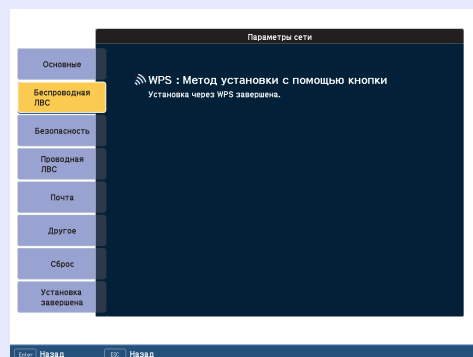 Параметры сети
Основные
Беспроводная
ЛВС
Безопасность
Проводная
ЛВС
Почта
Другое
Сброс
Установка
завершена
WPS : Метод установки с помощью кнопки
Установка через WPS завершена.
Enter Назад ESC Назад